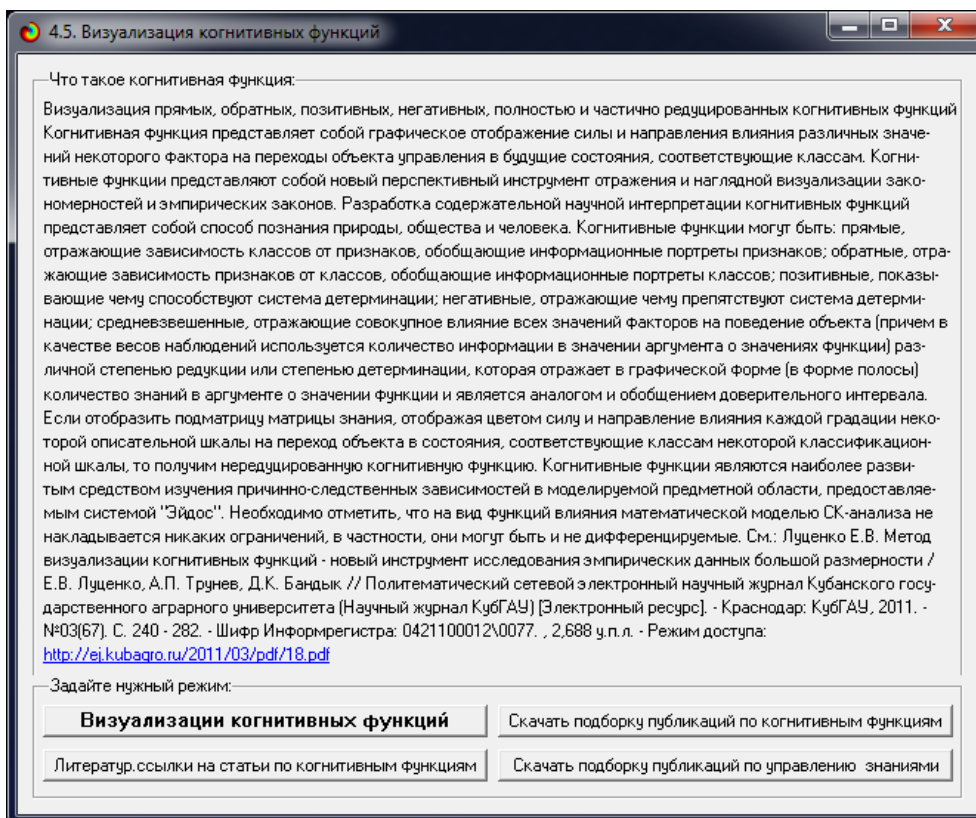 4.5. Визуализация когнитивных функций
Что такое когнитивная функция:
Визуализация прямых, обратных, позитивных, негативных, полностью и частично редуцированных когнитивных функций
Когнитивная функция представляет собой графическое отображение силы и направления влияния различных значе-
ний некоторого фактора на переходы объекта управления в будущие состояния, соответствующие классам. Когни-
тивные функции представляют собой новый перспективный инструмент отражения и наглядной визуализации зако-
номерностей и эмпирических законов. Разработка содержательной научной интерпретации когнитивных функций
представляет собой способ познания природы, общества и человека. Когнитивные функции могут быть: прямые,
отражающие зависимость классов от признаков, обобщающие информационные портреты признаков; обратные, отра-
жающие зависимость признаков от классов, обобщающие информационные портреты классов; позитивные, показы-
вающие чему способствуют система детерминации; негативные, отражающие чему препятствуют система детерми-
нации; средневзвешенные, отражающие совокупное влияние всех значений факторов на поведение объекта (причем в
качестве весов наблюдений используется количество информации в значении аргумента о значениях функции) раз-
личной степенью редукции или степенью детерминации, которая отражает в графической форме (в форме полосы)
количество знаний в аргументе о значении функции и является аналогом и обобщением доверительного интервала.
Если отобразить подматрицу матрицы знания, отображая цветом силу и направление влияния каждой градации неко-
торой описательной шкалы на переход объекта в состояния, соответствующие классам некоторой классификацион-
ной шкалы, то получим нередуцированную когнитивную функцию. Когнитивные функции являются наиболее разви-
тым средством изучения причинно-следственных зависимостей в моделируемой предметной области, предоставляе-
мым системой "Эйдос". Необходимо отметить, что на вид функций влияния математической моделью СК-анализа не
накладывается никаких ограничений, в частности, они могут быть и не дифференцируемые. См.: Луценко Е.В. Метод
визуализации когнитивных функций - новый инструмент исследования эмпирических данных большой размерности /
Е.В. Луценко, А.П. Трунев, Д.К. Бандык // Политематический сетевой электронный научный журнал Кубанского госу-
дарственного аграрного университета (Научный журнал КубГАУ) [Электронный ресурс]. - Краснодар: КубГАУ, 2011. -
№03(67). С. 240 - 282. - Шифр Информрегистра: 0421100012\0077. , 2,688 у.п.л. - Режим доступа:
http://ej.kubagro.ru/2011/03/pdf/18.pdf
Задайте нужный режим:
Визуализации когнитивных функций
Скачать подборку публикаций по когнитивным функциям
Литератур.ссылки на статьи по когнитивным функциям
Скачать подборку публикаций по управлению знаниями